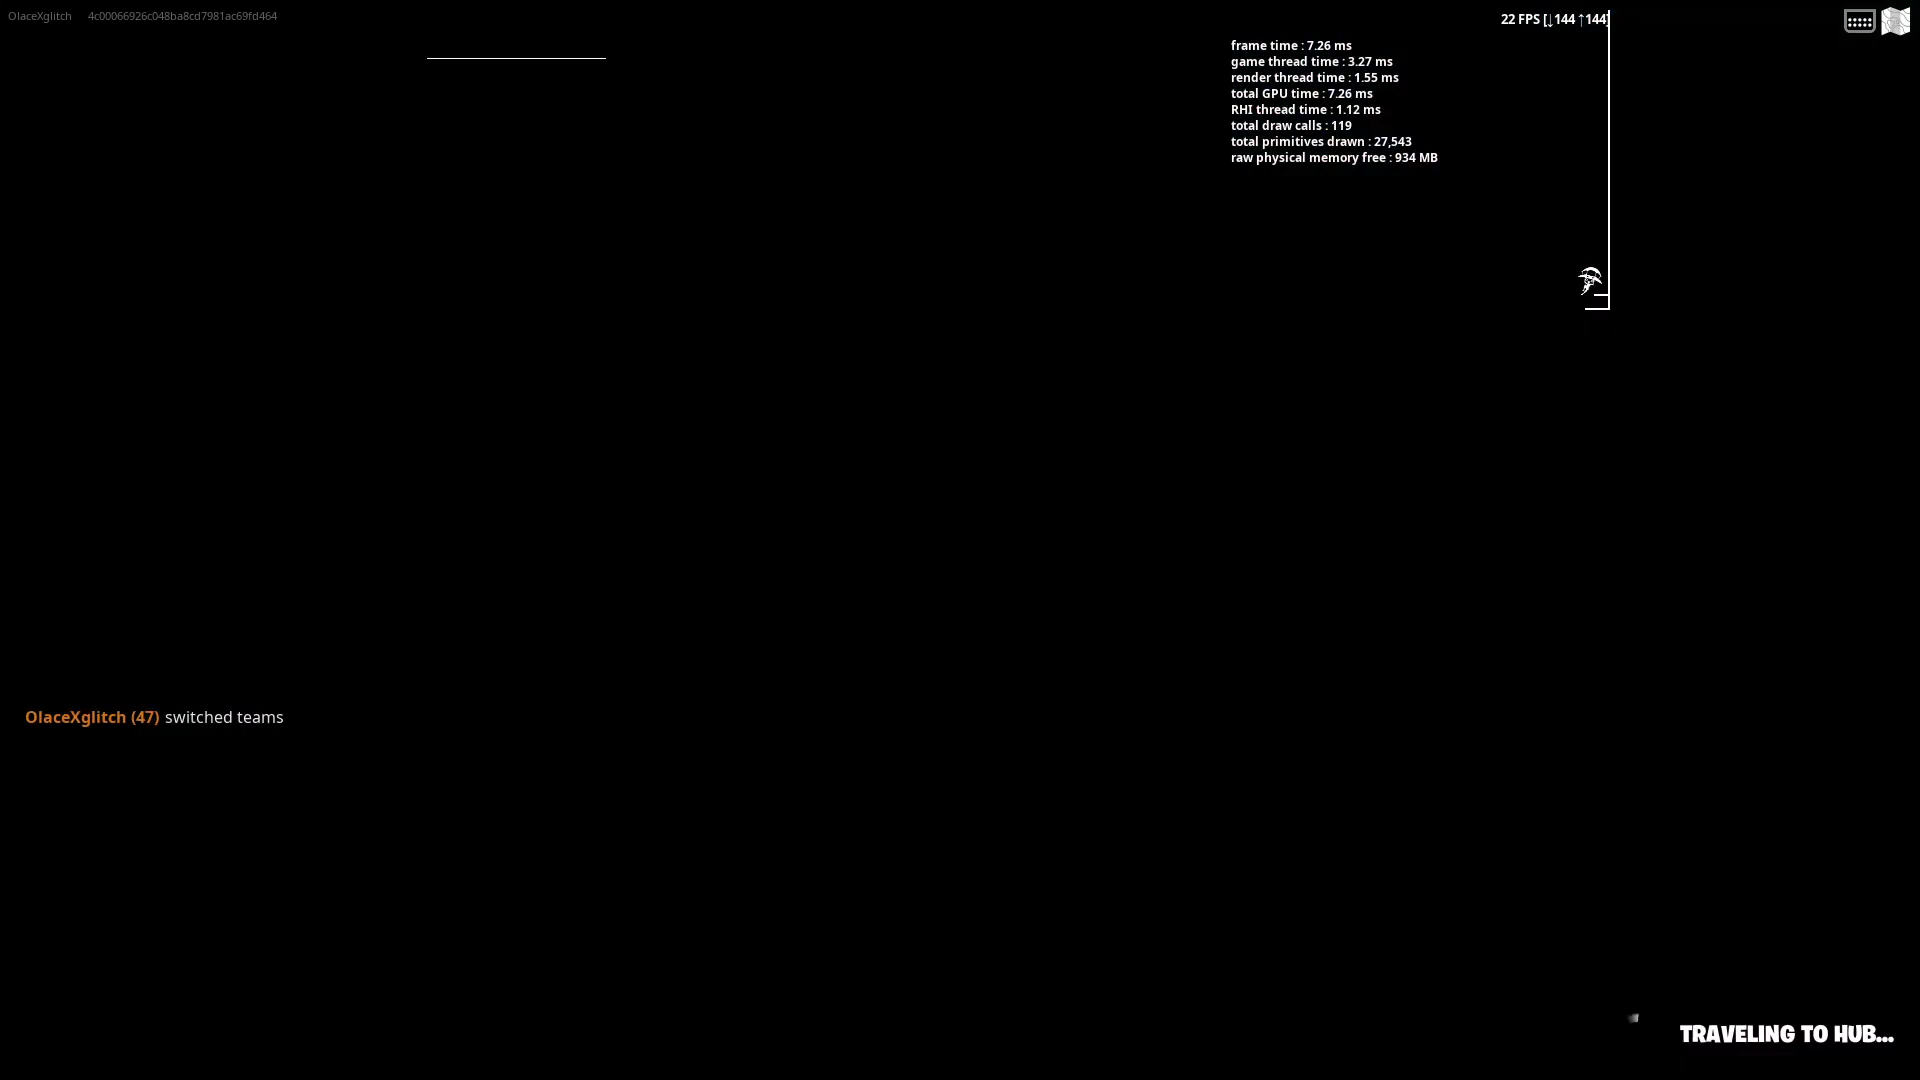 OlaceXglitch 4c00066926c048ba8cd7981ac69fd464
22 FPS [↓144 ↑144]
frame time : 7.26 ms
game thread time : 3.27 ms
render thread time : 1.55 ms
total GPU time : 7.26 ms
RHI thread time : 1.12 ms
total draw calls : 119
total primitives drawn : 27,543
raw physical memory free : 934 MB
OlaceXglitch (47) switched teams
TRAVELING TO HUB...